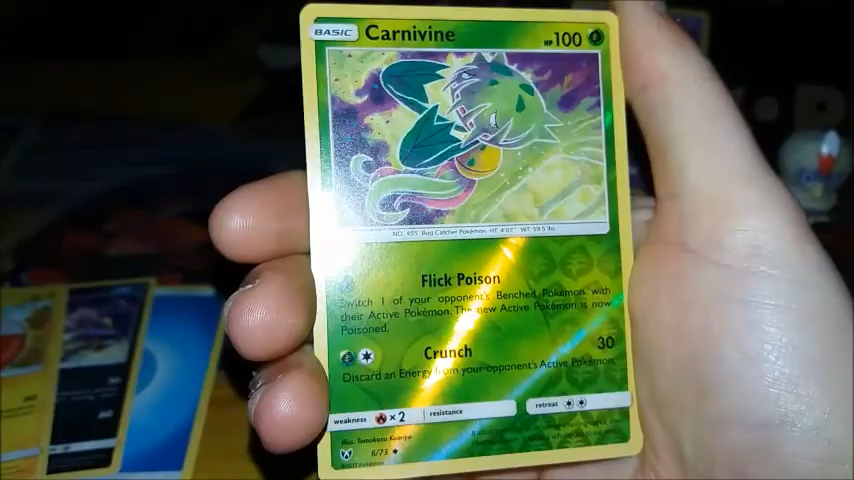 BASIC Carnivine HP 100
NO. 455 Bug Catcher Pokémon HT: 4'07" WT: 59.5 lbs.
Flick Poison
Switch 1 of your opponent's Benched Pokémon with
their Active Pokémon. The new Active Pokémon is now
Poisoned.
Crunch 30
Discard an Energy from your opponent's Active Pokémon.
weakness × 2 resistance retreat
Illus. Tomokazu Komiya
6/73
©2017 Pokémon